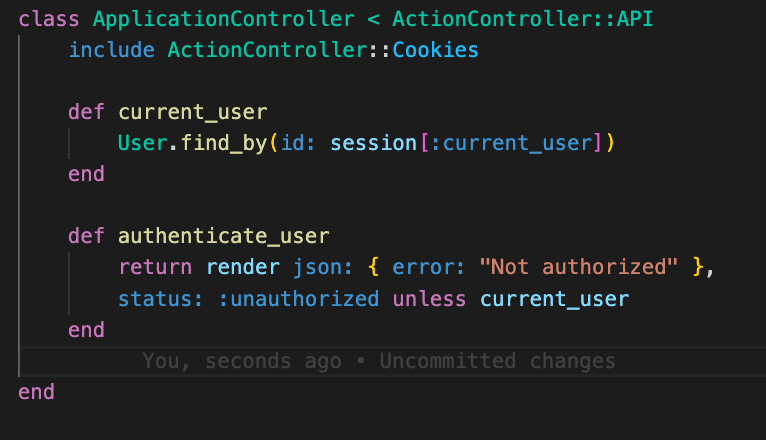 class ApplicationController < ActionController::API
    include ActionController::Cookies

    def current_user
        User.find_by(id: session[:current_user])
    end

    def authenticate_user
        return render json: { error: "Not authorized" },
        status: :unauthorized unless current_user
    end
          You, seconds ago • Uncommitted changes
end